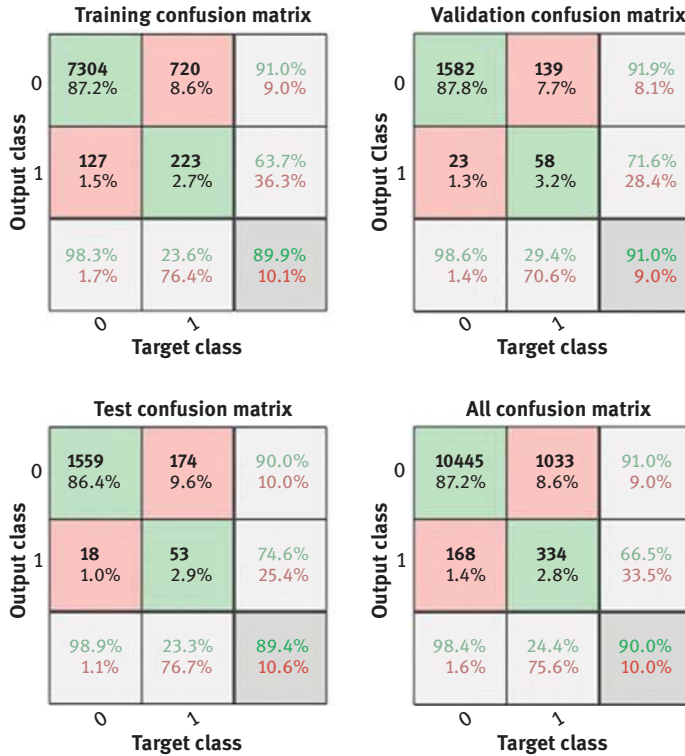 Training confusion matrix
Output class
0
7304 720 91.0%
87.2% 8.6% 9.0%
1
127 223 63.7%
1.5% 2.7% 36.3%
98.3% 23.6% 89.9%
1.7% 76.4% 10.1%
0 1
Target class
Validation confusion matrix
Output Class
0
1582 139 91.9%
87.8% 7.7% 8.1%
1
23 58 71.6%
1.3% 3.2% 28.4%
98.6% 29.4% 91.0%
1.4% 70.6% 9.0%
0 1
Target class
Test confusion matrix
Output class
0
1559 174 90.0%
86.4% 9.6% 10.0%
1
18 53 74.6%
1.0% 2.9% 25.4%
98.9% 23.3% 89.4%
1.1% 76.7% 10.6%
0 1
Target class
All confusion matrix
Output class
0
10445 1033 91.0%
87.2% 8.6% 9.0%
1
168 334 66.5%
1.4% 2.8% 33.5%
98.4% 24.4% 90.0%
1.6% 75.6% 10.0%
0 1
Target class